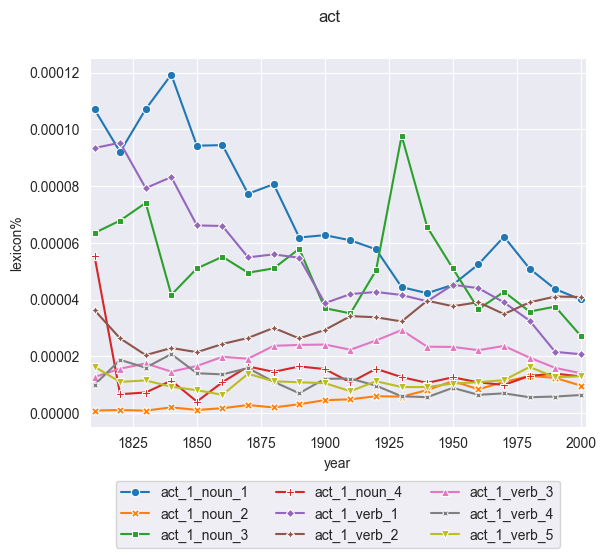 act
0.00012
0.00010
0.00008
0.00006
0.00004
0.00002
0.00000
lexicon%
1825 1850 1875 1900 1925 1950 1975 2000
year
act_1_noun_1 act_1_noun_4 act_1_verb_3
act_1_noun_2 act_1_verb_1 act_1_verb_4
act_1_noun_3 act_1_verb_2 act_1_verb_5